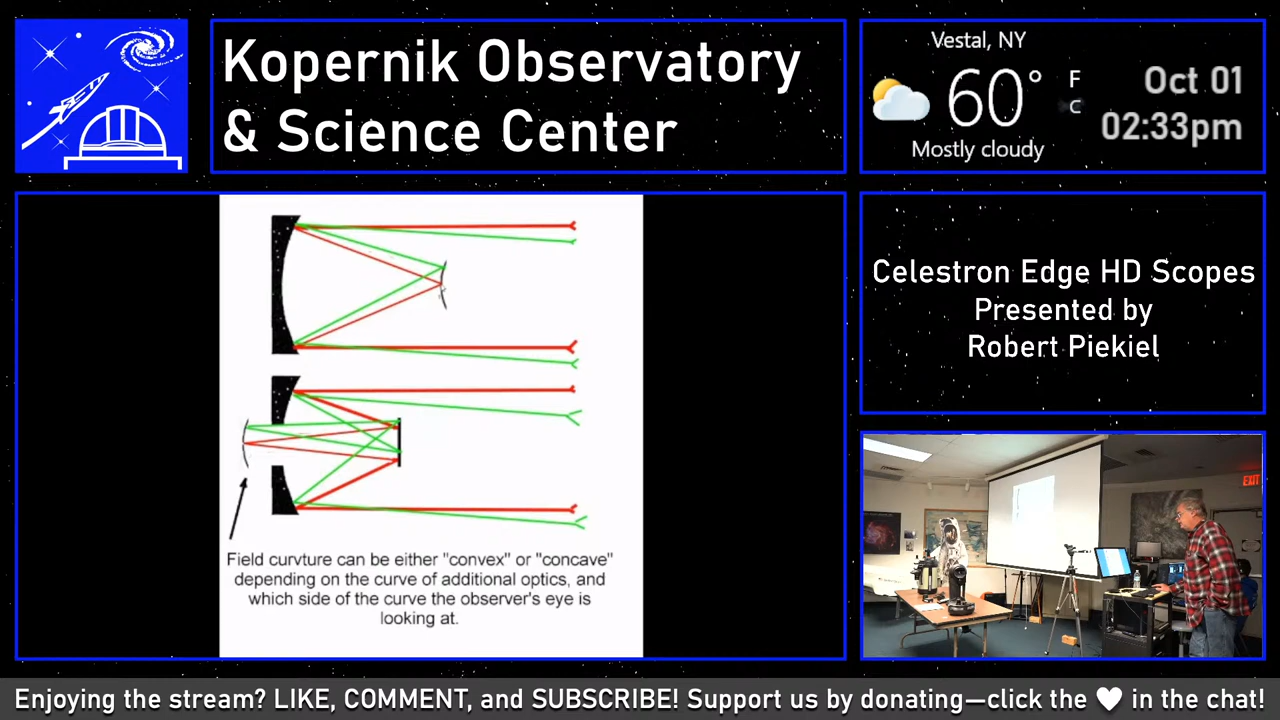 Kopernik Observatory
& Science Center
Vestal, NY
60° F
C
Mostly cloudy
Oct 01
02:33pm
Field curvture can be either "convex" or "concave"
depending on the curve of additional optics, and
which side of the curve the observer's eye is
looking at.
Celestron Edge HD Scopes
Presented by
Robert Piekiel
EXIT
Enjoying the stream? LIKE, COMMENT, and SUBSCRIBE! Support us by donating—click the ♥ in the chat!